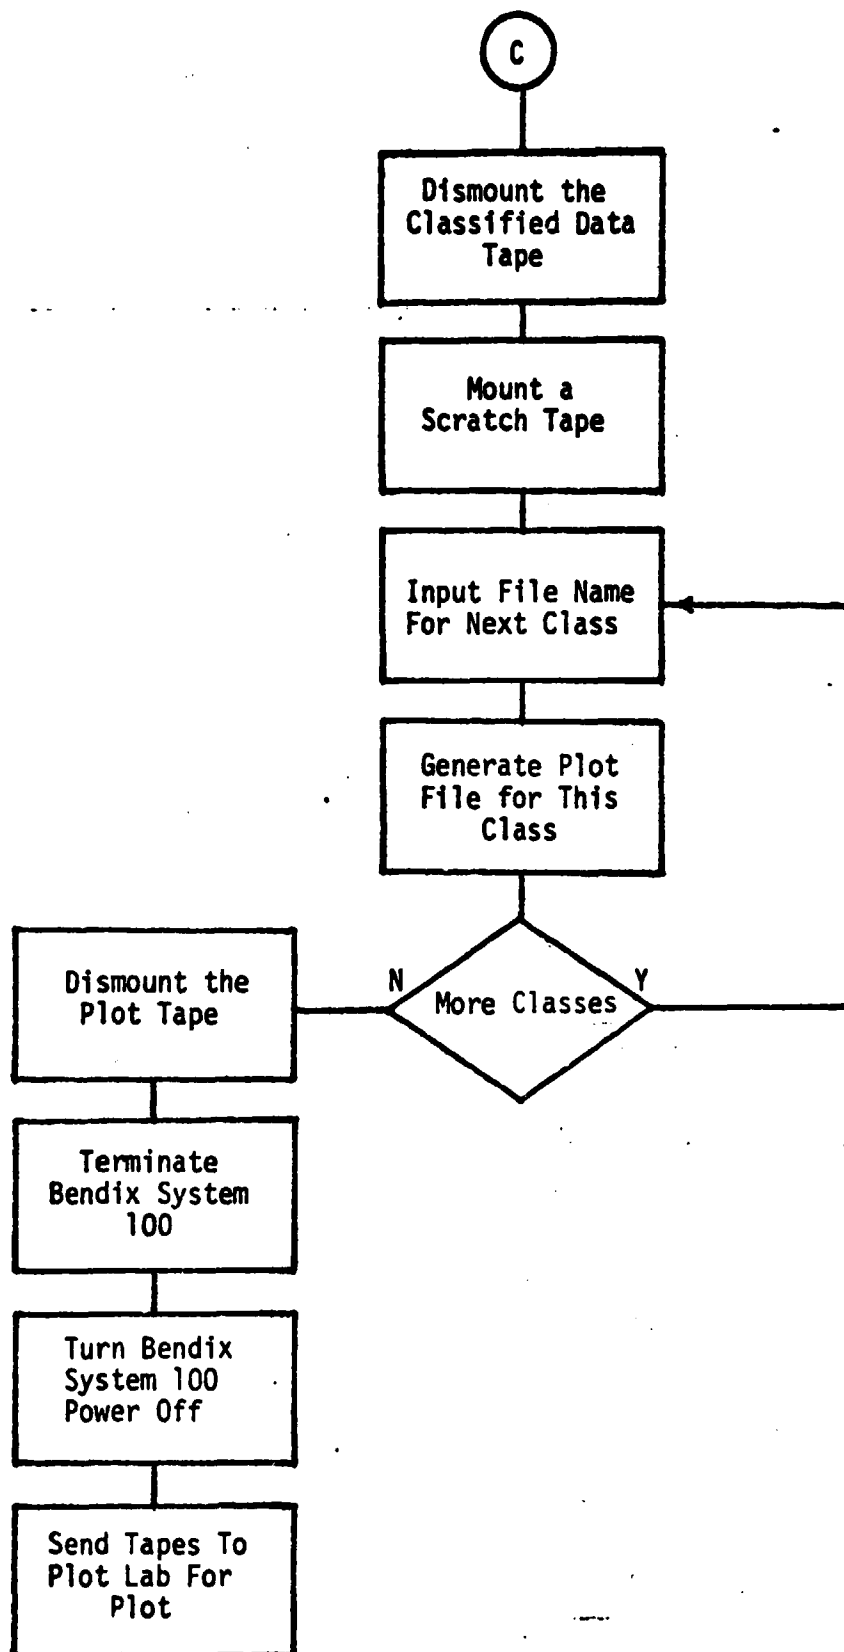 C
Dismount the
Classified Data
Tape
Mount a
Scratch Tape
Input File Name
For Next Class
Generate Plot
File for This
Class
N
More Classes
Y
Dismount the
Plot Tape
Terminate
Bendix System
100
Turn Bendix
System 100
Power Off
Send Tapes To
Plot Lab For
Plot